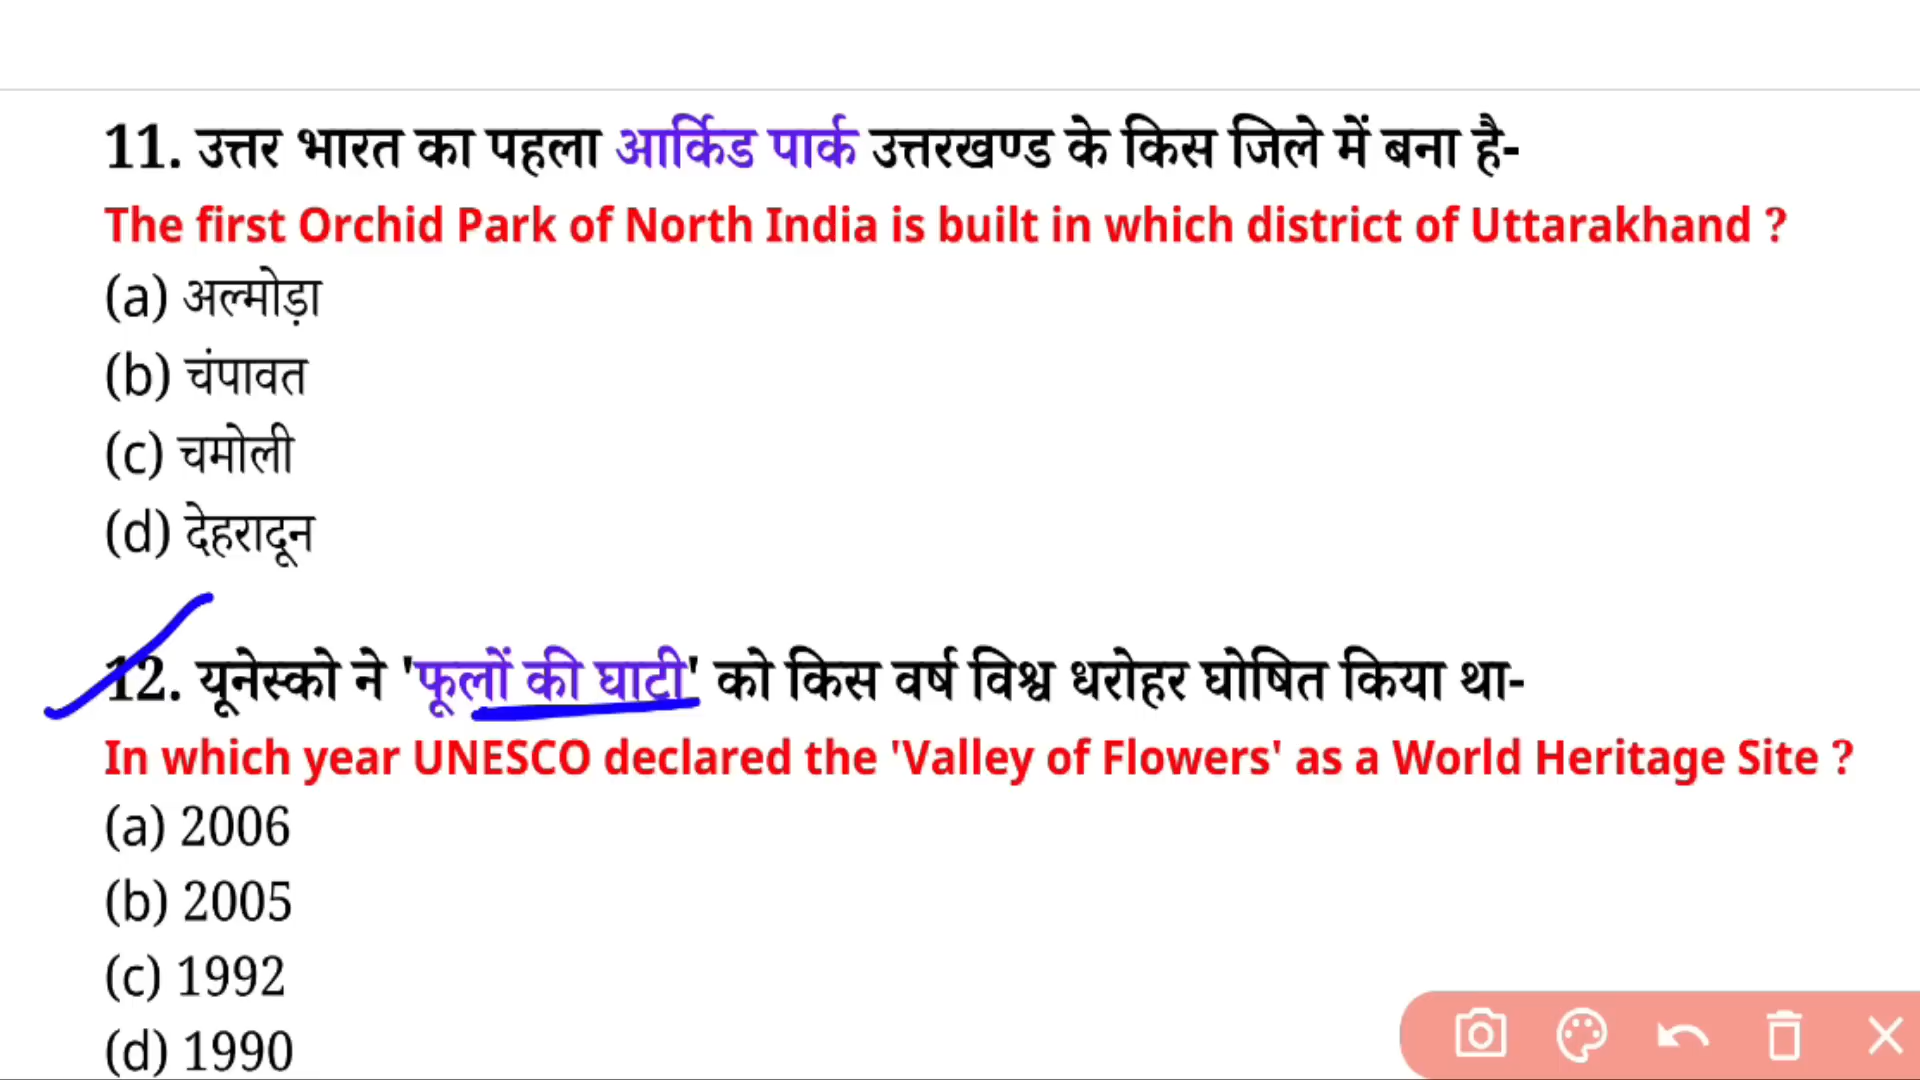 11. उत्तर भारत का पहला आर्किड पार्क उत्तरखण्ड के किस जिले में बना है-
The first Orchid Park of North India is built in which district of Uttarakhand ?
(a) अल्मोड़ा
(b) चंपावत
(c) चमोली
(d) देहरादून
12. यूनेस्को ने 'फूलों की घाटी' को किस वर्ष विश्व धरोहर घोषित किया था-
In which year UNESCO declared the 'Valley of Flowers' as a World Heritage Site ?
(a) 2006
(b) 2005
(c) 1992
(d) 1990